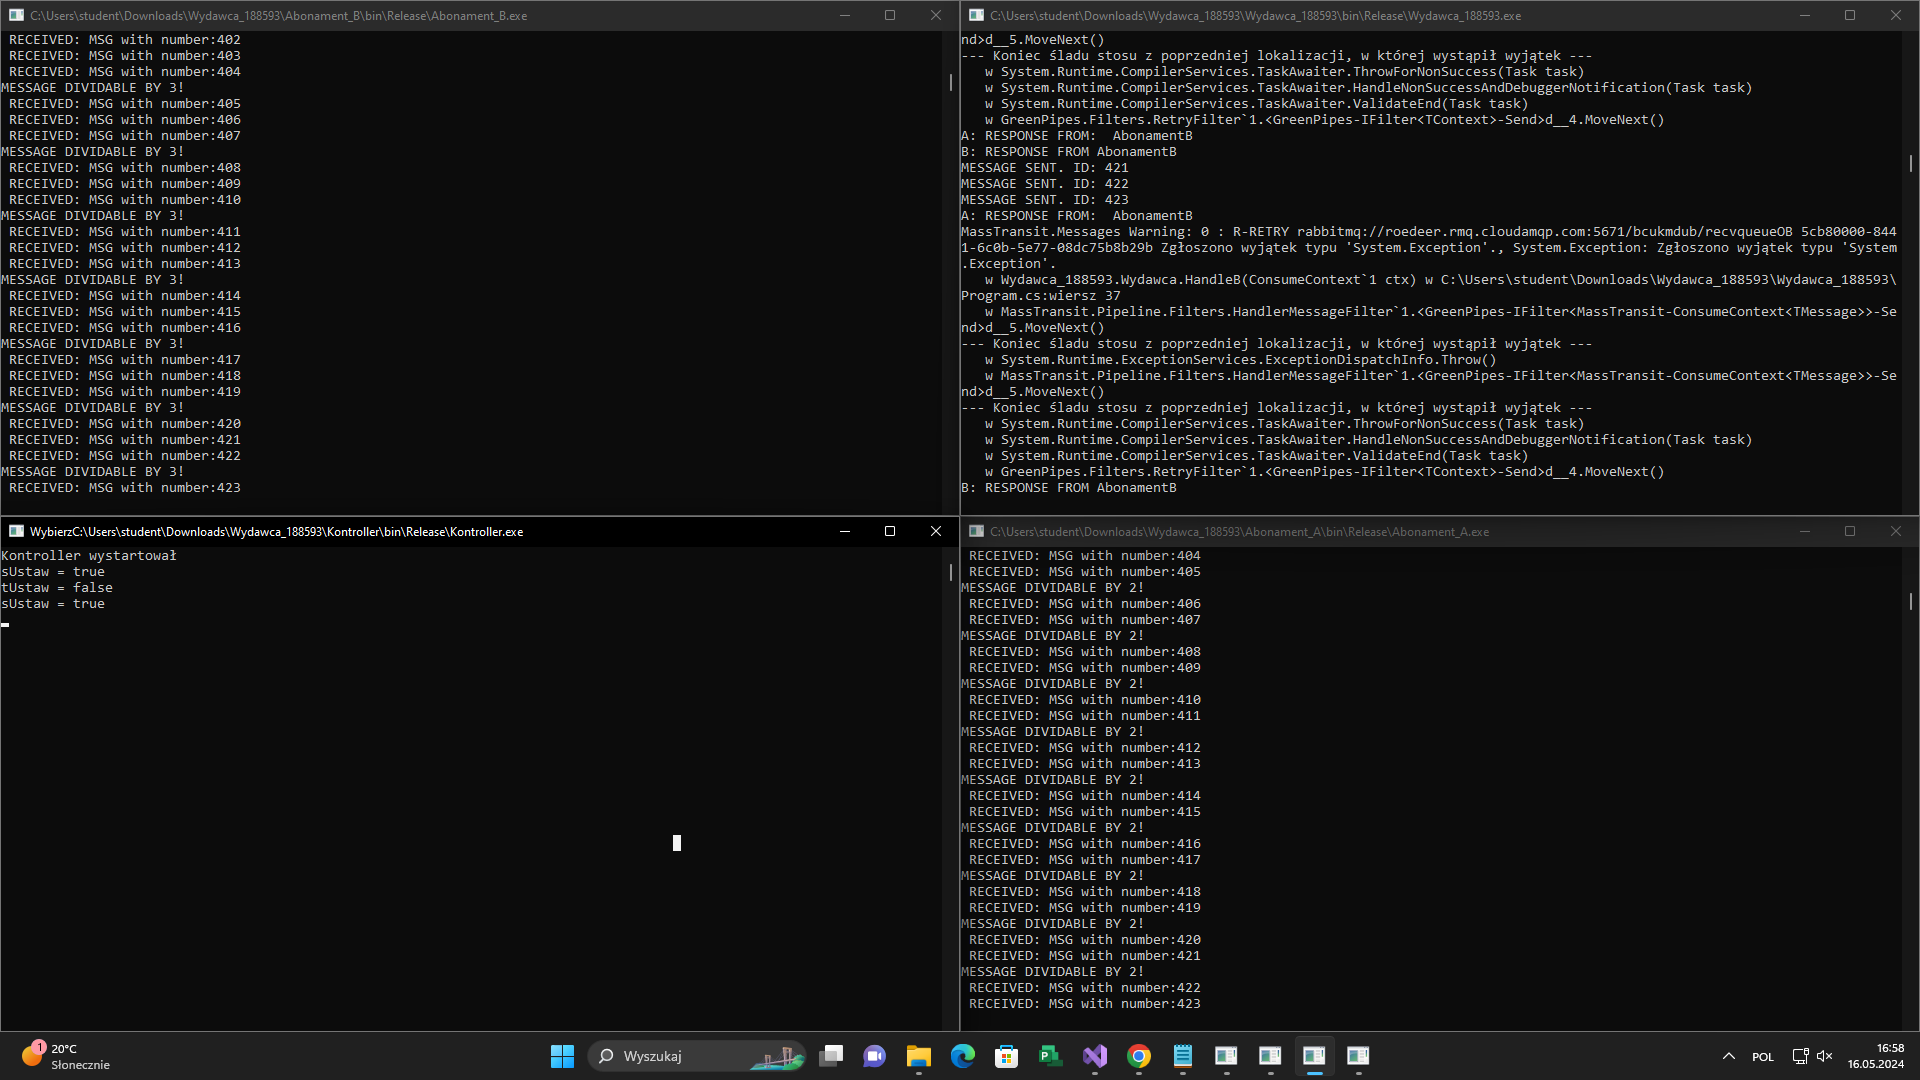 C:\Users\student\Downloads\Wydawca_188593\Abonament_B\bin\Release\Abonament_B.exe
RECEIVED: MSG with number:402
RECEIVED: MSG with number:403
RECEIVED: MSG with number:404
MESSAGE DIVIDABLE BY 3!
RECEIVED: MSG with number:405
RECEIVED: MSG with number:406
RECEIVED: MSG with number:407
MESSAGE DIVIDABLE BY 3!
RECEIVED: MSG with number:408
RECEIVED: MSG with number:409
RECEIVED: MSG with number:410
MESSAGE DIVIDABLE BY 3!
RECEIVED: MSG with number:411
RECEIVED: MSG with number:412
RECEIVED: MSG with number:413
MESSAGE DIVIDABLE BY 3!
RECEIVED: MSG with number:414
RECEIVED: MSG with number:415
RECEIVED: MSG with number:416
MESSAGE DIVIDABLE BY 3!
RECEIVED: MSG with number:417
RECEIVED: MSG with number:418
RECEIVED: MSG with number:419
MESSAGE DIVIDABLE BY 3!
RECEIVED: MSG with number:420
RECEIVED: MSG with number:421
RECEIVED: MSG with number:422
MESSAGE DIVIDABLE BY 3!
RECEIVED: MSG with number:423
C:\Users\student\Downloads\Wydawca_188593\Wydawca_188593\bin\Release\Wydawca_188593.exe
nd>d__5.MoveNext()
--- Koniec śladu stosu z poprzedniej lokalizacji, w której wystąpił wyjątek ---
w System.Runtime.CompilerServices.TaskAwaiter.ThrowForNonSuccess(Task task)
w System.Runtime.CompilerServices.TaskAwaiter.HandleNonSuccessAndDebuggerNotification(Task task)
w System.Runtime.CompilerServices.TaskAwaiter.ValidateEnd(Task task)
w GreenPipes.Filters.RetryFilter`1.<GreenPipes-IFilter<TContext>-Send>d__4.MoveNext()
A: RESPONSE FROM:  AbonamentB
B: RESPONSE FROM AbonamentB
MESSAGE SENT. ID: 421
MESSAGE SENT. ID: 422
MESSAGE SENT. ID: 423
A: RESPONSE FROM:  AbonamentB
MassTransit.Messages Warning: 0 : R-RETRY rabbitmq://roedeer.rmq.cloudamqp.com:5671/bcukmdub/recvqueueOB 5cb80000-844
1-6c0b-5e77-08dc75b8b29b Zgłoszono wyjątek typu 'System.Exception'., System.Exception: Zgłoszono wyjątek typu 'System
.Exception'.
w Wydawca_188593.Wydawca.HandleB(ConsumeContext`1 ctx) w C:\Users\student\Downloads\Wydawca_188593\Wydawca_188593\
Program.cs:wiersz 37
w MassTransit.Pipeline.Filters.HandlerMessageFilter`1.<GreenPipes-IFilter<MassTransit-ConsumeContext<TMessage>>-Se
nd>d__5.MoveNext()
--- Koniec śladu stosu z poprzedniej lokalizacji, w której wystąpił wyjątek ---
w System.Runtime.ExceptionServices.ExceptionDispatchInfo.Throw()
w MassTransit.Pipeline.Filters.HandlerMessageFilter`1.<GreenPipes-IFilter<MassTransit-ConsumeContext<TMessage>>-Se
nd>d__5.MoveNext()
--- Koniec śladu stosu z poprzedniej lokalizacji, w której wystąpił wyjątek ---
w System.Runtime.CompilerServices.TaskAwaiter.ThrowForNonSuccess(Task task)
w System.Runtime.CompilerServices.TaskAwaiter.HandleNonSuccessAndDebuggerNotification(Task task)
w System.Runtime.CompilerServices.TaskAwaiter.ValidateEnd(Task task)
w GreenPipes.Filters.RetryFilter`1.<GreenPipes-IFilter<TContext>-Send>d__4.MoveNext()
B: RESPONSE FROM AbonamentB
WybierzC:\Users\student\Downloads\Wydawca_188593\Kontroller\bin\Release\Kontroller.exe
Kontroller wystartował
sUstaw = true
tUstaw = false
sUstaw = true
C:\Users\student\Downloads\Wydawca_188593\Abonament_A\bin\Release\Abonament_A.exe
RECEIVED: MSG with number:404
RECEIVED: MSG with number:405
MESSAGE DIVIDABLE BY 2!
RECEIVED: MSG with number:406
RECEIVED: MSG with number:407
MESSAGE DIVIDABLE BY 2!
RECEIVED: MSG with number:408
RECEIVED: MSG with number:409
MESSAGE DIVIDABLE BY 2!
RECEIVED: MSG with number:410
RECEIVED: MSG with number:411
MESSAGE DIVIDABLE BY 2!
RECEIVED: MSG with number:412
RECEIVED: MSG with number:413
MESSAGE DIVIDABLE BY 2!
RECEIVED: MSG with number:414
RECEIVED: MSG with number:415
MESSAGE DIVIDABLE BY 2!
RECEIVED: MSG with number:416
RECEIVED: MSG with number:417
MESSAGE DIVIDABLE BY 2!
RECEIVED: MSG with number:418
RECEIVED: MSG with number:419
MESSAGE DIVIDABLE BY 2!
RECEIVED: MSG with number:420
RECEIVED: MSG with number:421
MESSAGE DIVIDABLE BY 2!
RECEIVED: MSG with number:422
RECEIVED: MSG with number:423
1
20°C
Słonecznie
Wyszukaj
POL
16:58
16.05.2024